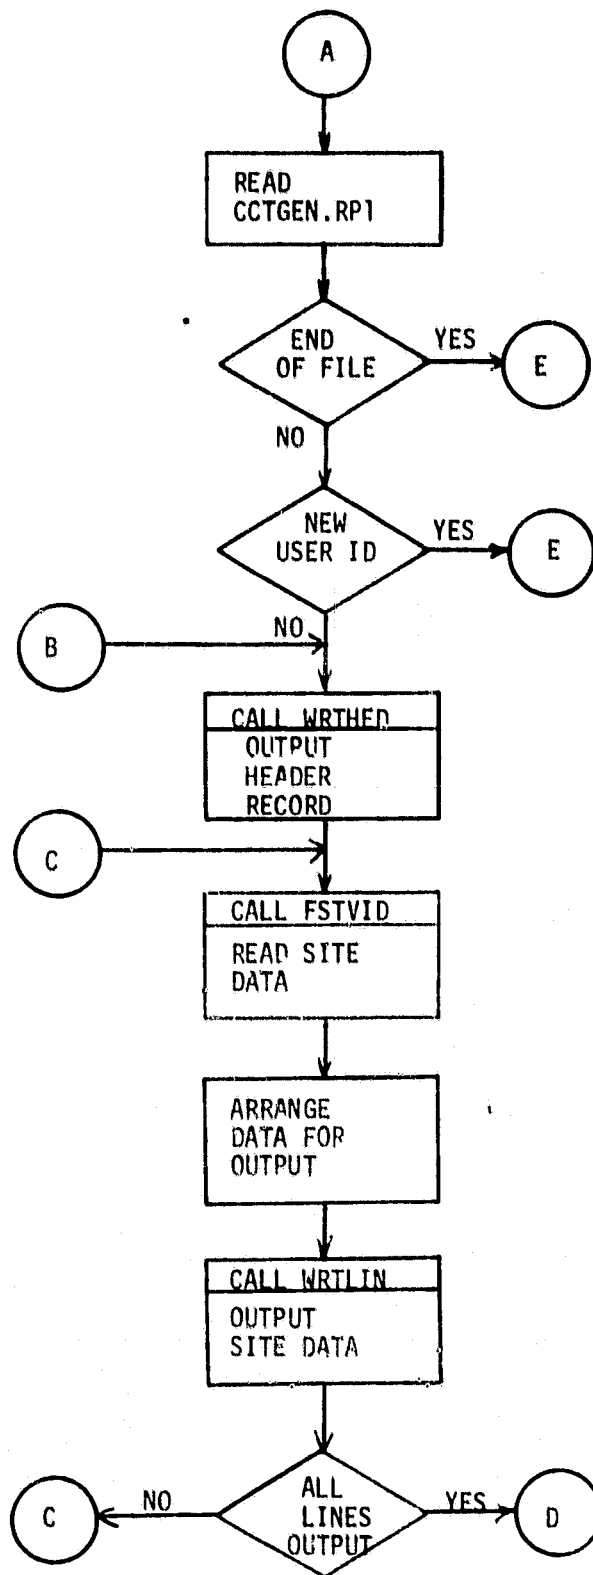 A
READ
CCTGEN.RP1
END
OF FILE
YES
E
NO
NEW
USER ID
YES
E
NO
B
CALL WRTHED
OUTPUT
HEADER
RECORD
C
CALL FSTVID
READ SITE
DATA
ARRANGE
DATA FOR
OUTPUT
CALL WRTLIN
OUTPUT
SITE DATA
ALL
LINES
OUTPUT
NO
C
YES
D